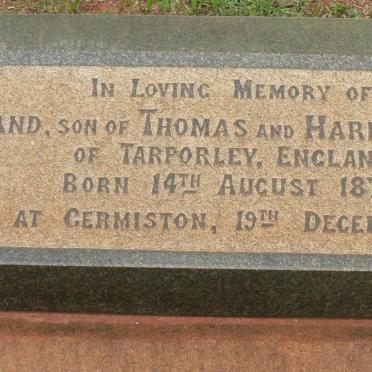 In Loving Memory of
AND, son of Thomas and Har
of Tarporley, Englan
Born 14th August 18
at Germiston, 19th Decem